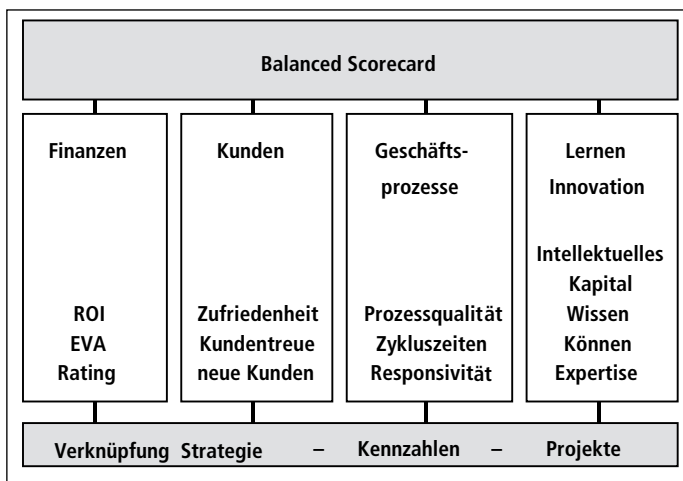 Balanced Scorecard
Finanzen
ROI
EVA
Rating
Kunden
Zufriedenheit
Kundentreue
neue Kunden
Geschäfts-
prozesse
Prozessqualität
Zykluszeiten
Responsivität
Lernen
Innovation
Intellektuelles
Kapital
Wissen
Können
Expertise
Verknüpfung Strategie – Kennzahlen – Projekte